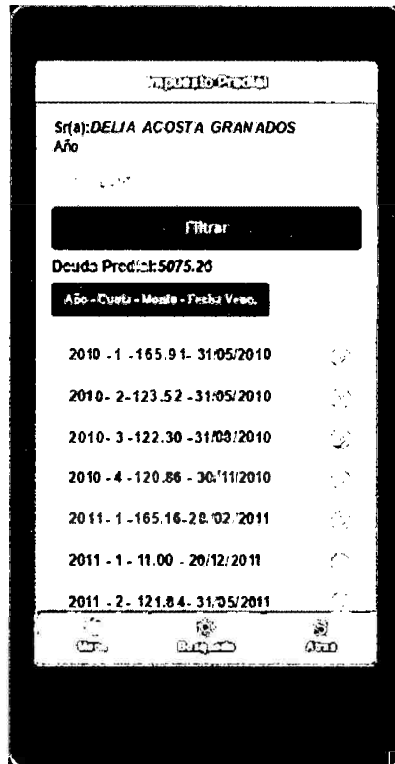 Impuesto Predial
Sr(a):DELIA ACOSTA GRANADOS
Año
Filtrar
Deuda Predial:5075.26
Año - Cuota - Monto - Fecha Venc.
2010 -1 -165.91- 31/05/2010
2010- 2-123.52 -31/05/2010
2010- 3 -122.30 -31/08/2010
2010 -4 -120.86 - 30/11/2010
2011- 1 -165.16-28/02/2011
2011 - 1 - 11.00 - 20/12/2011
2011 - 2- 121.84- 31/05/2011
Menu Busqueda Atras